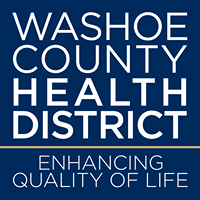 WASHOE
COUNTY
HEALTH
DISTRICT
ENHANCING
QUALITY OF LIFE